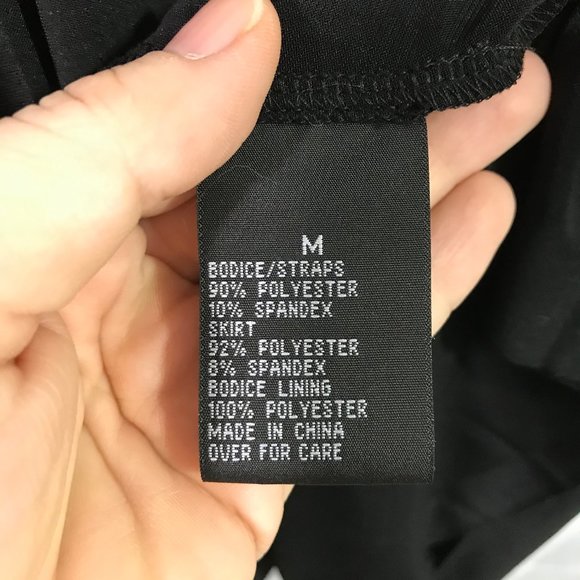 M
BODICE/STRAPS
90% POLYESTER
10% SPANDEX
SKIRT
92% POLYESTER
8% SPANDEX
BODICE LINING
100% POLYESTER
MADE IN CHINA
OVER FOR CARE